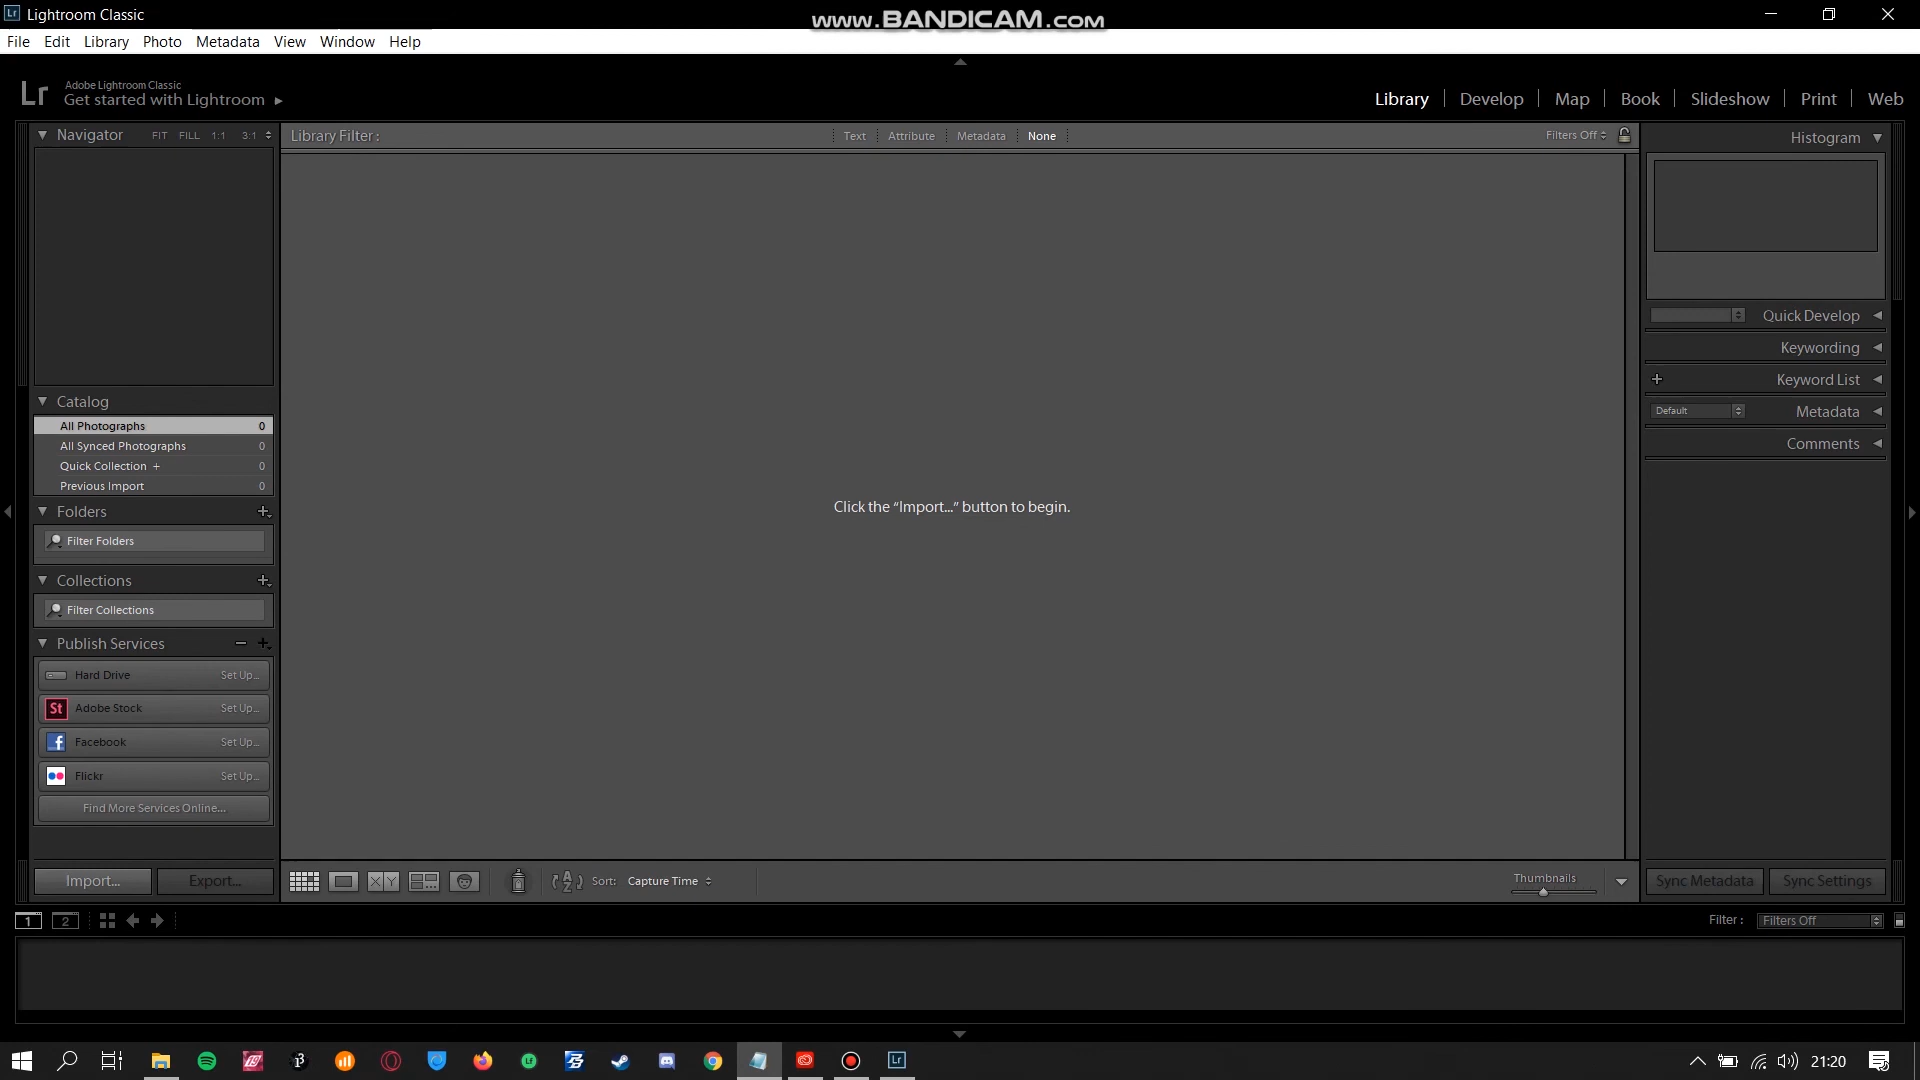 Lightroom Classic
www.BANDICAM.com
File Edit Library Photo Metadata View Window Help
Lr
Adobe Lightroom Classic
Get started with Lightroom
Library Develop Map Book Slideshow Print Web
Navigator FIT FILL 1:1 3:1
Library Filter :
Text Attribute Metadata None
Filters Off
Histogram
Quick Develop
Keywording
Keyword List
Default Metadata
Comments
Catalog
All Photographs 0
All Synced Photographs 0
Quick Collection + 0
Previous Import 0
Folders
Filter Folders
Collections
Filter Collections
Publish Services
Hard Drive Set Up...
St Adobe Stock Set Up...
Facebook Set Up...
Flickr Set Up...
Find More Services Online...
Click the “Import...” button to begin.
Import... Export...
XY
Sort: Capture Time
Thumbnails
Sync Metadata Sync Settings
1 2
Filter : Filters Off
Lr
21:20